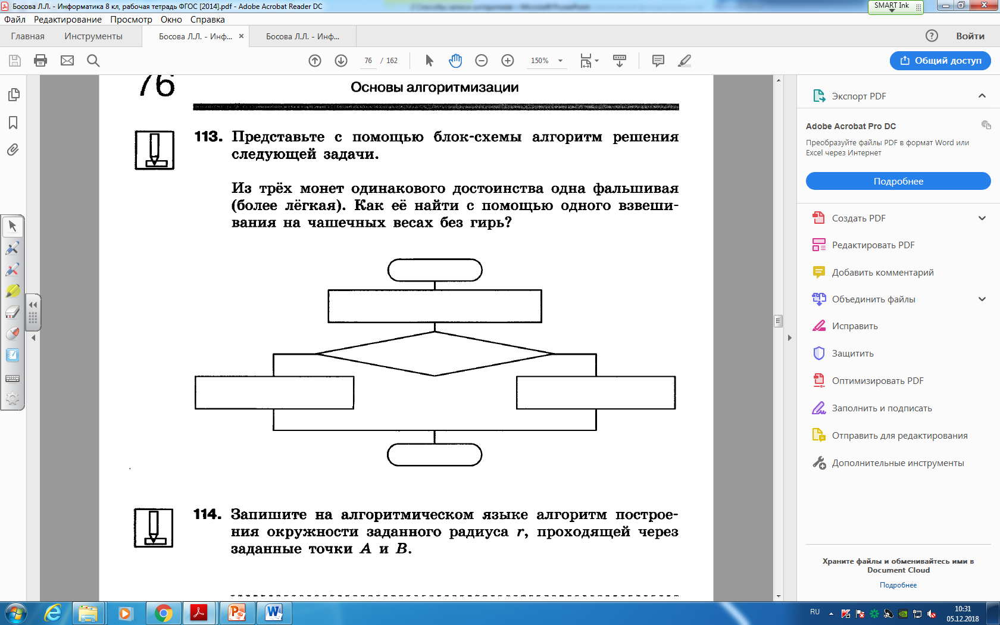 Босова Л.Л. - Информатика 8 кл, рабочая тетрадь ФГОС [2014].pdf - Adobe Acrobat Reader DC
SMART Ink
Файл Редактирование Просмотр Окно Справка
Главная Инструменты Босова Л.Л. - Инф... × Босова Л.Л. - Инф... Войти
76 / 162 150% Общий доступ
76 Основы алгоритмизации
113. Представьте с помощью блок-схемы алгоритм решения
следующей задачи.
Из трёх монет одинакового достоинства одна фальшивая
(более лёгкая). Как её найти с помощью одного взвеши-
вания на чашечных весах без гирь?
114. Запишите на алгоритмическом языке алгоритм построе-
ния окружности заданного радиуса r, проходящей через
заданные точки A и B.
Экспорт PDF
Adobe Acrobat Pro DC
Преобразуйте файлы PDF в формат Word или
Excel через Интернет
Подробнее
Создать PDF
Редактировать PDF
Добавить комментарий
Объединить файлы
Исправить
Защитить
Оптимизировать PDF
Заполнить и подписать
Отправить для редактирования
Дополнительные инструменты
Храните файлы и обменивайтесь ими в
Document Cloud
Подробнее
RU
10:31
05.12.2018